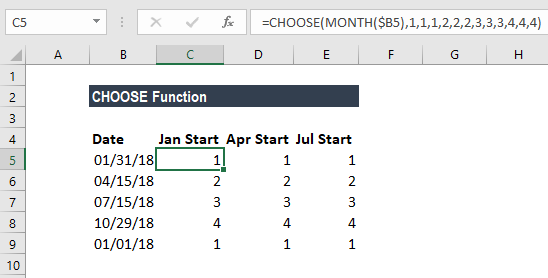 C5 fx =CHOOSE(MONTH($B5),1,1,1,2,2,2,3,3,3,4,4,4)
A B C D E F G H
1
2 CHOOSE Function
3
4 Date Jan Start Apr Start Jul Start
5 01/31/18 1 1 1
6 04/15/18 2 2 2
7 07/15/18 3 3 3
8 10/29/18 4 4 4
9 01/01/18 1 1 1
10